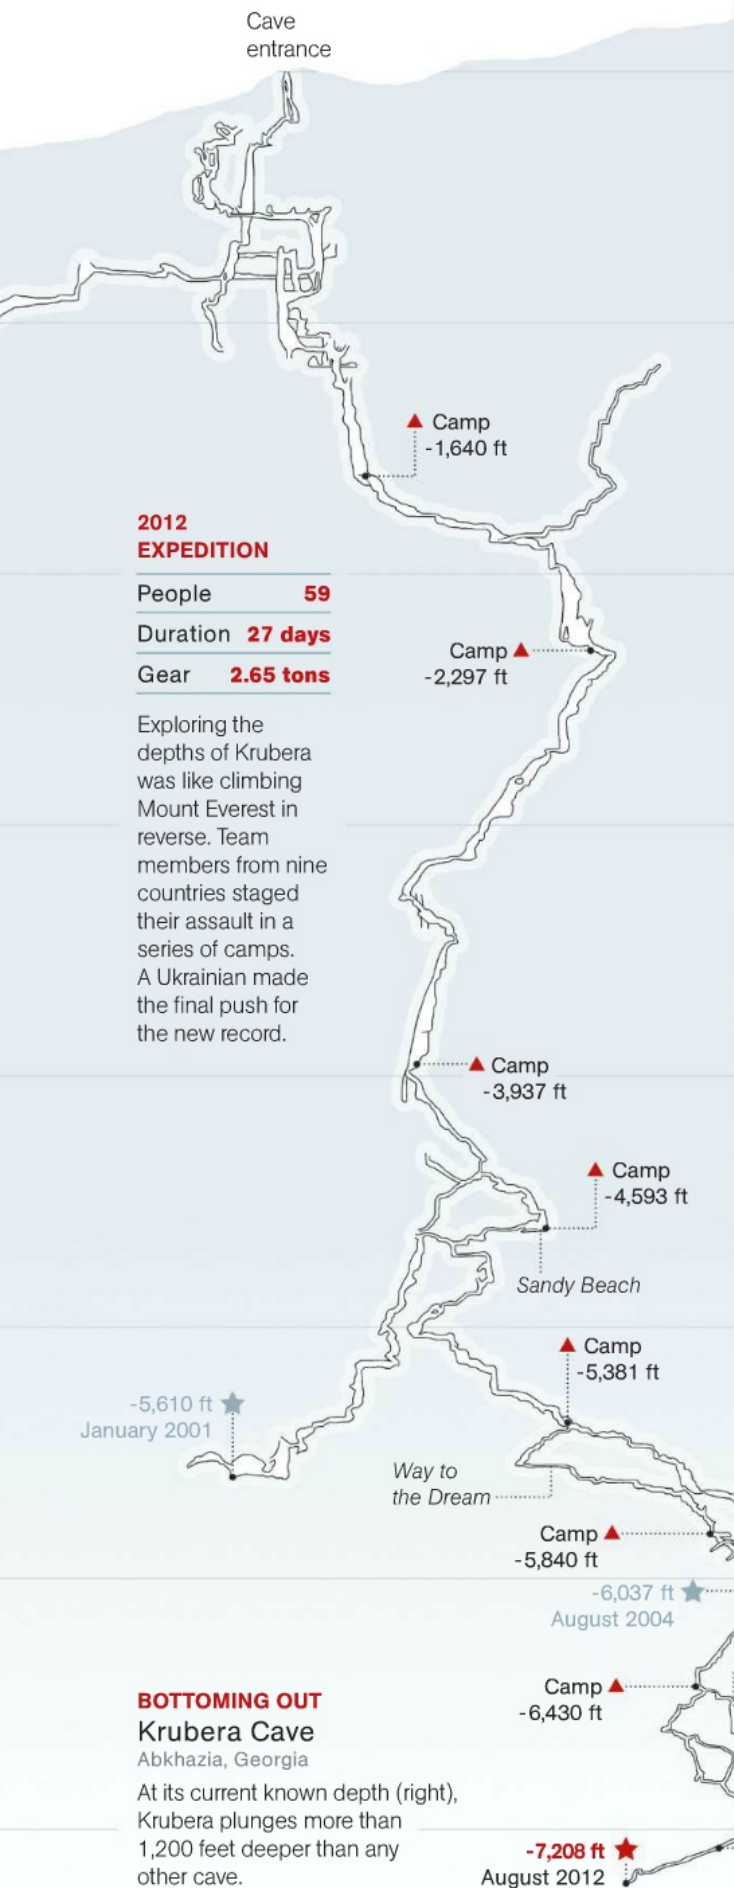 Cave
entrance
Camp
-1,640 ft
2012
EXPEDITION
People 59
Duration 27 days
Gear 2.65 tons
Camp
-2,297 ft
Exploring the
depths of Krubera
was like climbing
Mount Everest in
reverse. Team
members from nine
countries staged
their assault in a
series of camps.
A Ukrainian made
the final push for
the new record.
Camp
-3,937 ft
Camp
-4,593 ft
Sandy Beach
Camp
-5,381 ft
-5,610 ft
January 2001
Way to
the Dream
Camp
-5,840 ft
-6,037 ft
August 2004
Camp
-6,430 ft
BOTTOMING OUT
Krubera Cave
Abkhazia, Georgia
At its current known depth (right),
Krubera plunges more than
1,200 feet deeper than any
other cave.
-7,208 ft
August 2012